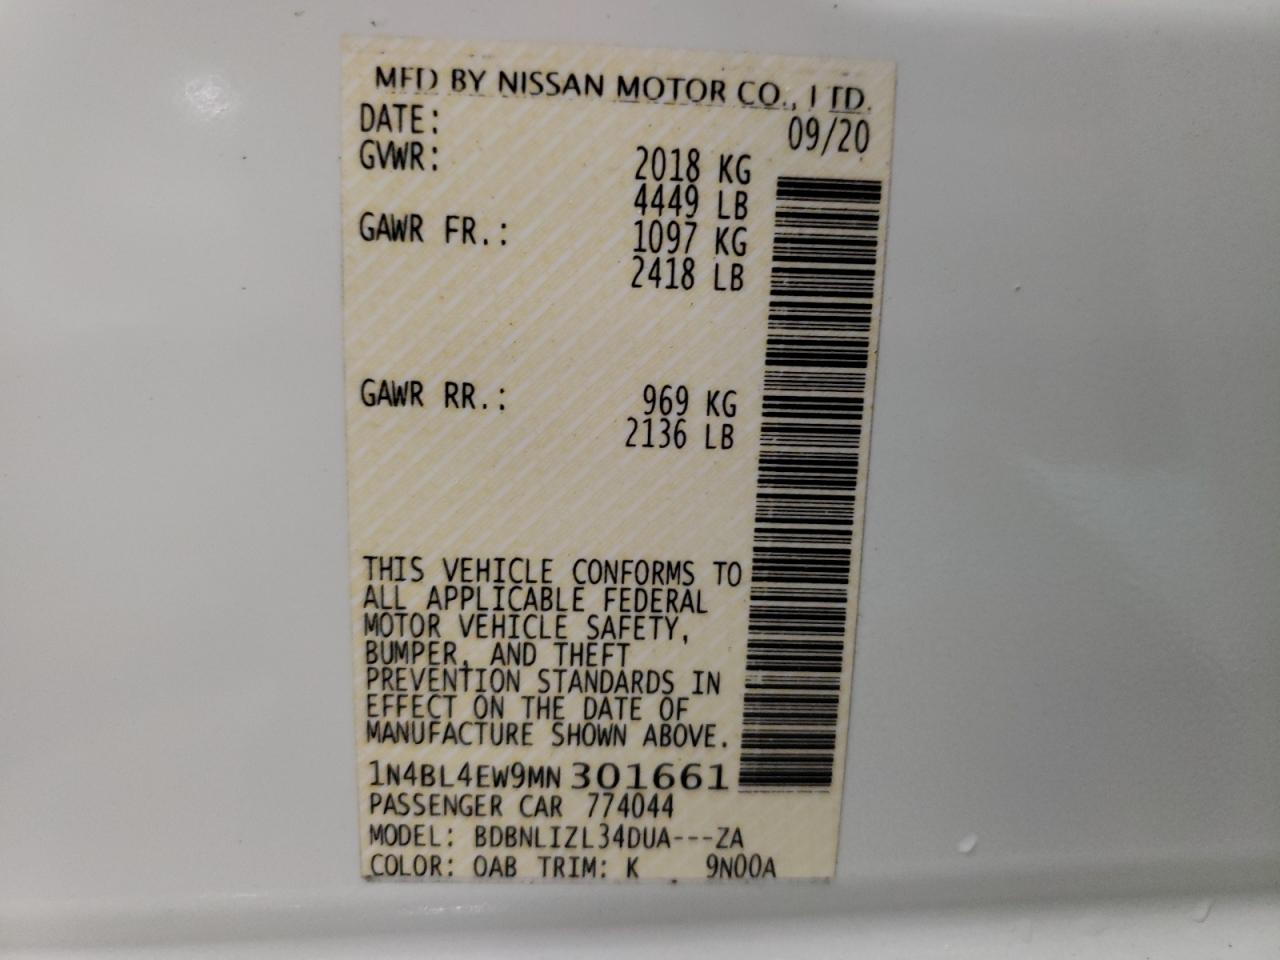 MFD BY NISSAN MOTOR CO., LTD.
DATE: 09/20
GVWR: 2018 KG
4449 LB
GAWR FR.: 1097 KG
2418 LB
GAWR RR.: 969 KG
2136 LB
THIS VEHICLE CONFORMS TO
ALL APPLICABLE FEDERAL
MOTOR VEHICLE SAFETY,
BUMPER, AND THEFT
PREVENTION STANDARDS IN
EFFECT ON THE DATE OF
MANUFACTURE SHOWN ABOVE.
1N4BL4EW9MN301661
PASSENGER CAR 774044
MODEL: BDBNLIZL34DUA---ZA
COLOR: QAB TRIM: K 9N00A